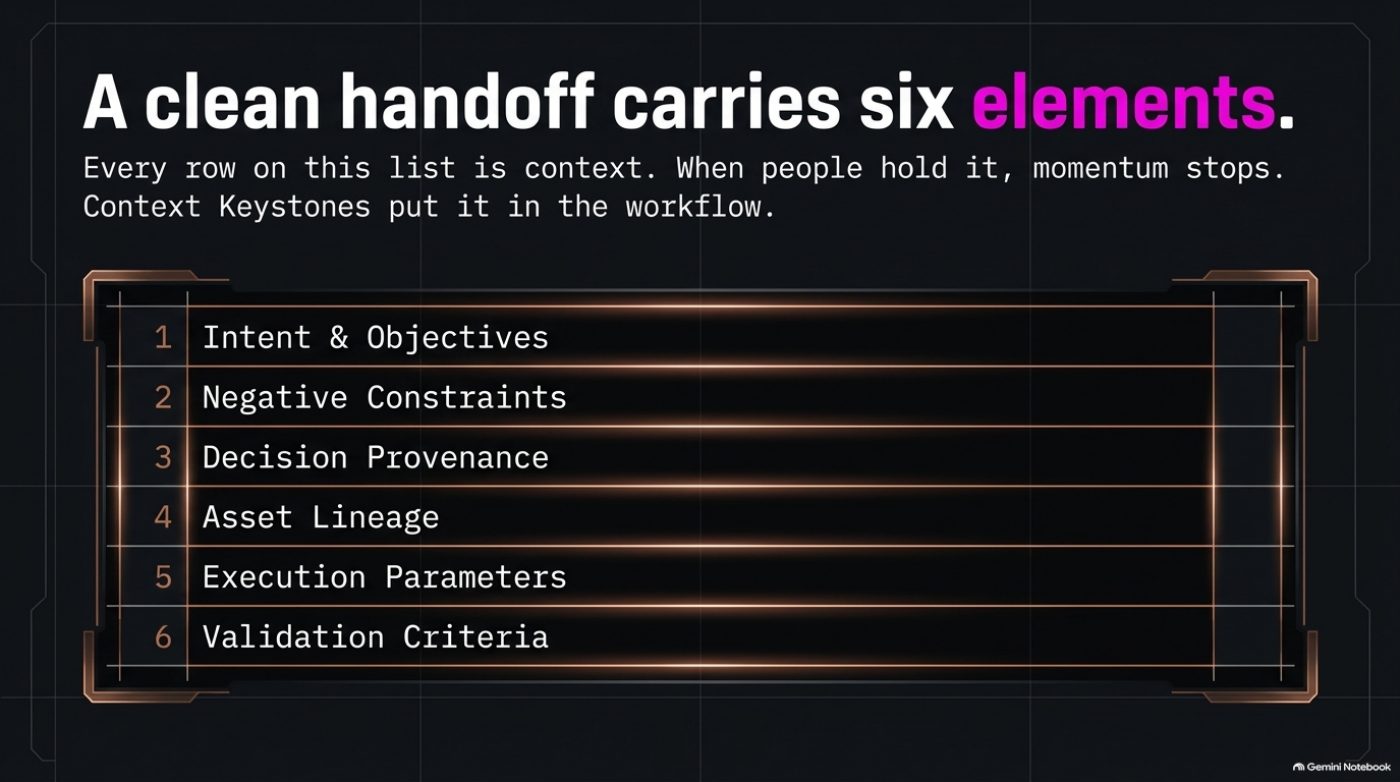 A clean handoff carries six elements.
Every row on this list is context. When people hold it, momentum stops.
Context Keystones put it in the workflow.
1 Intent & Objectives
2 Negative Constraints
3 Decision Provenance
4 Asset Lineage
5 Execution Parameters
6 Validation Criteria
Gemini Notebook